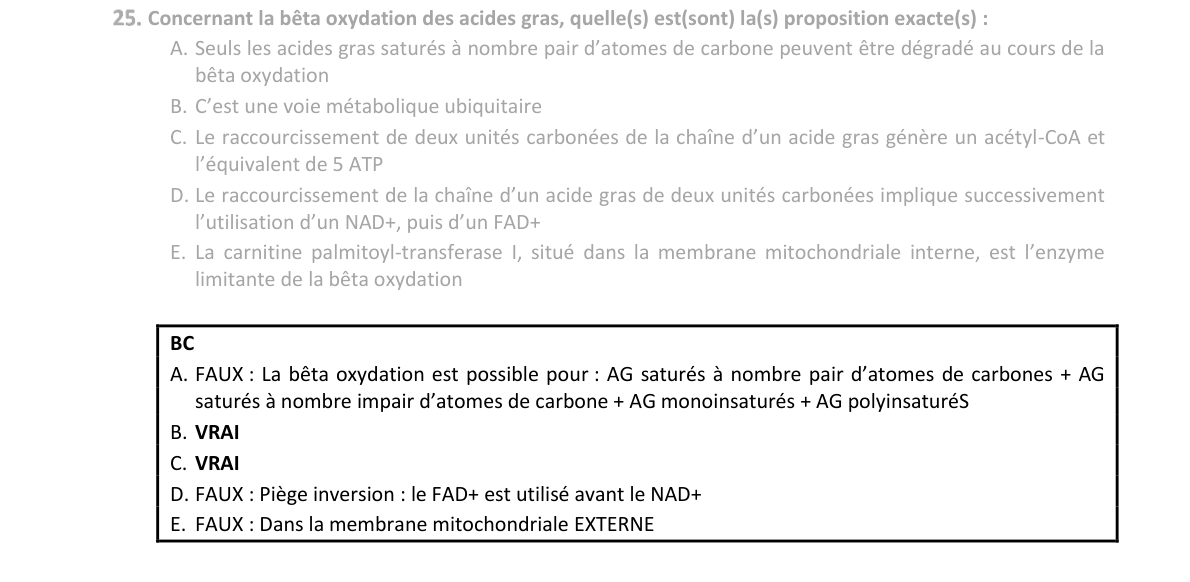 25. Concernant la bêta oxydation des acides gras, quelle(s) est(sont) la(s) proposition exacte(s) :
A. Seuls les acides gras saturés à nombre pair d’atomes de carbone peuvent être dégradé au cours de la
bêta oxydation
B. C’est une voie métabolique ubiquitaire
C. Le raccourcissement de deux unités carbonées de la chaîne d’un acide gras génère un acétyl-CoA et
l’équivalent de 5 ATP
D. Le raccourcissement de la chaîne d’un acide gras de deux unités carbonées implique successivement
l’utilisation d’un NAD+, puis d’un FAD+
E. La carnitine palmitoyl-transferase I, situé dans la membrane mitochondriale interne, est l’enzyme
limitante de la bêta oxydation
BC
A. FAUX : La bêta oxydation est possible pour : AG saturés à nombre pair d’atomes de carbones + AG
saturés à nombre impair d’atomes de carbone + AG monoinsaturés + AG polyinsaturéS
B. VRAI
C. VRAI
D. FAUX : Piège inversion : le FAD+ est utilisé avant le NAD+
E. FAUX : Dans la membrane mitochondriale EXTERNE